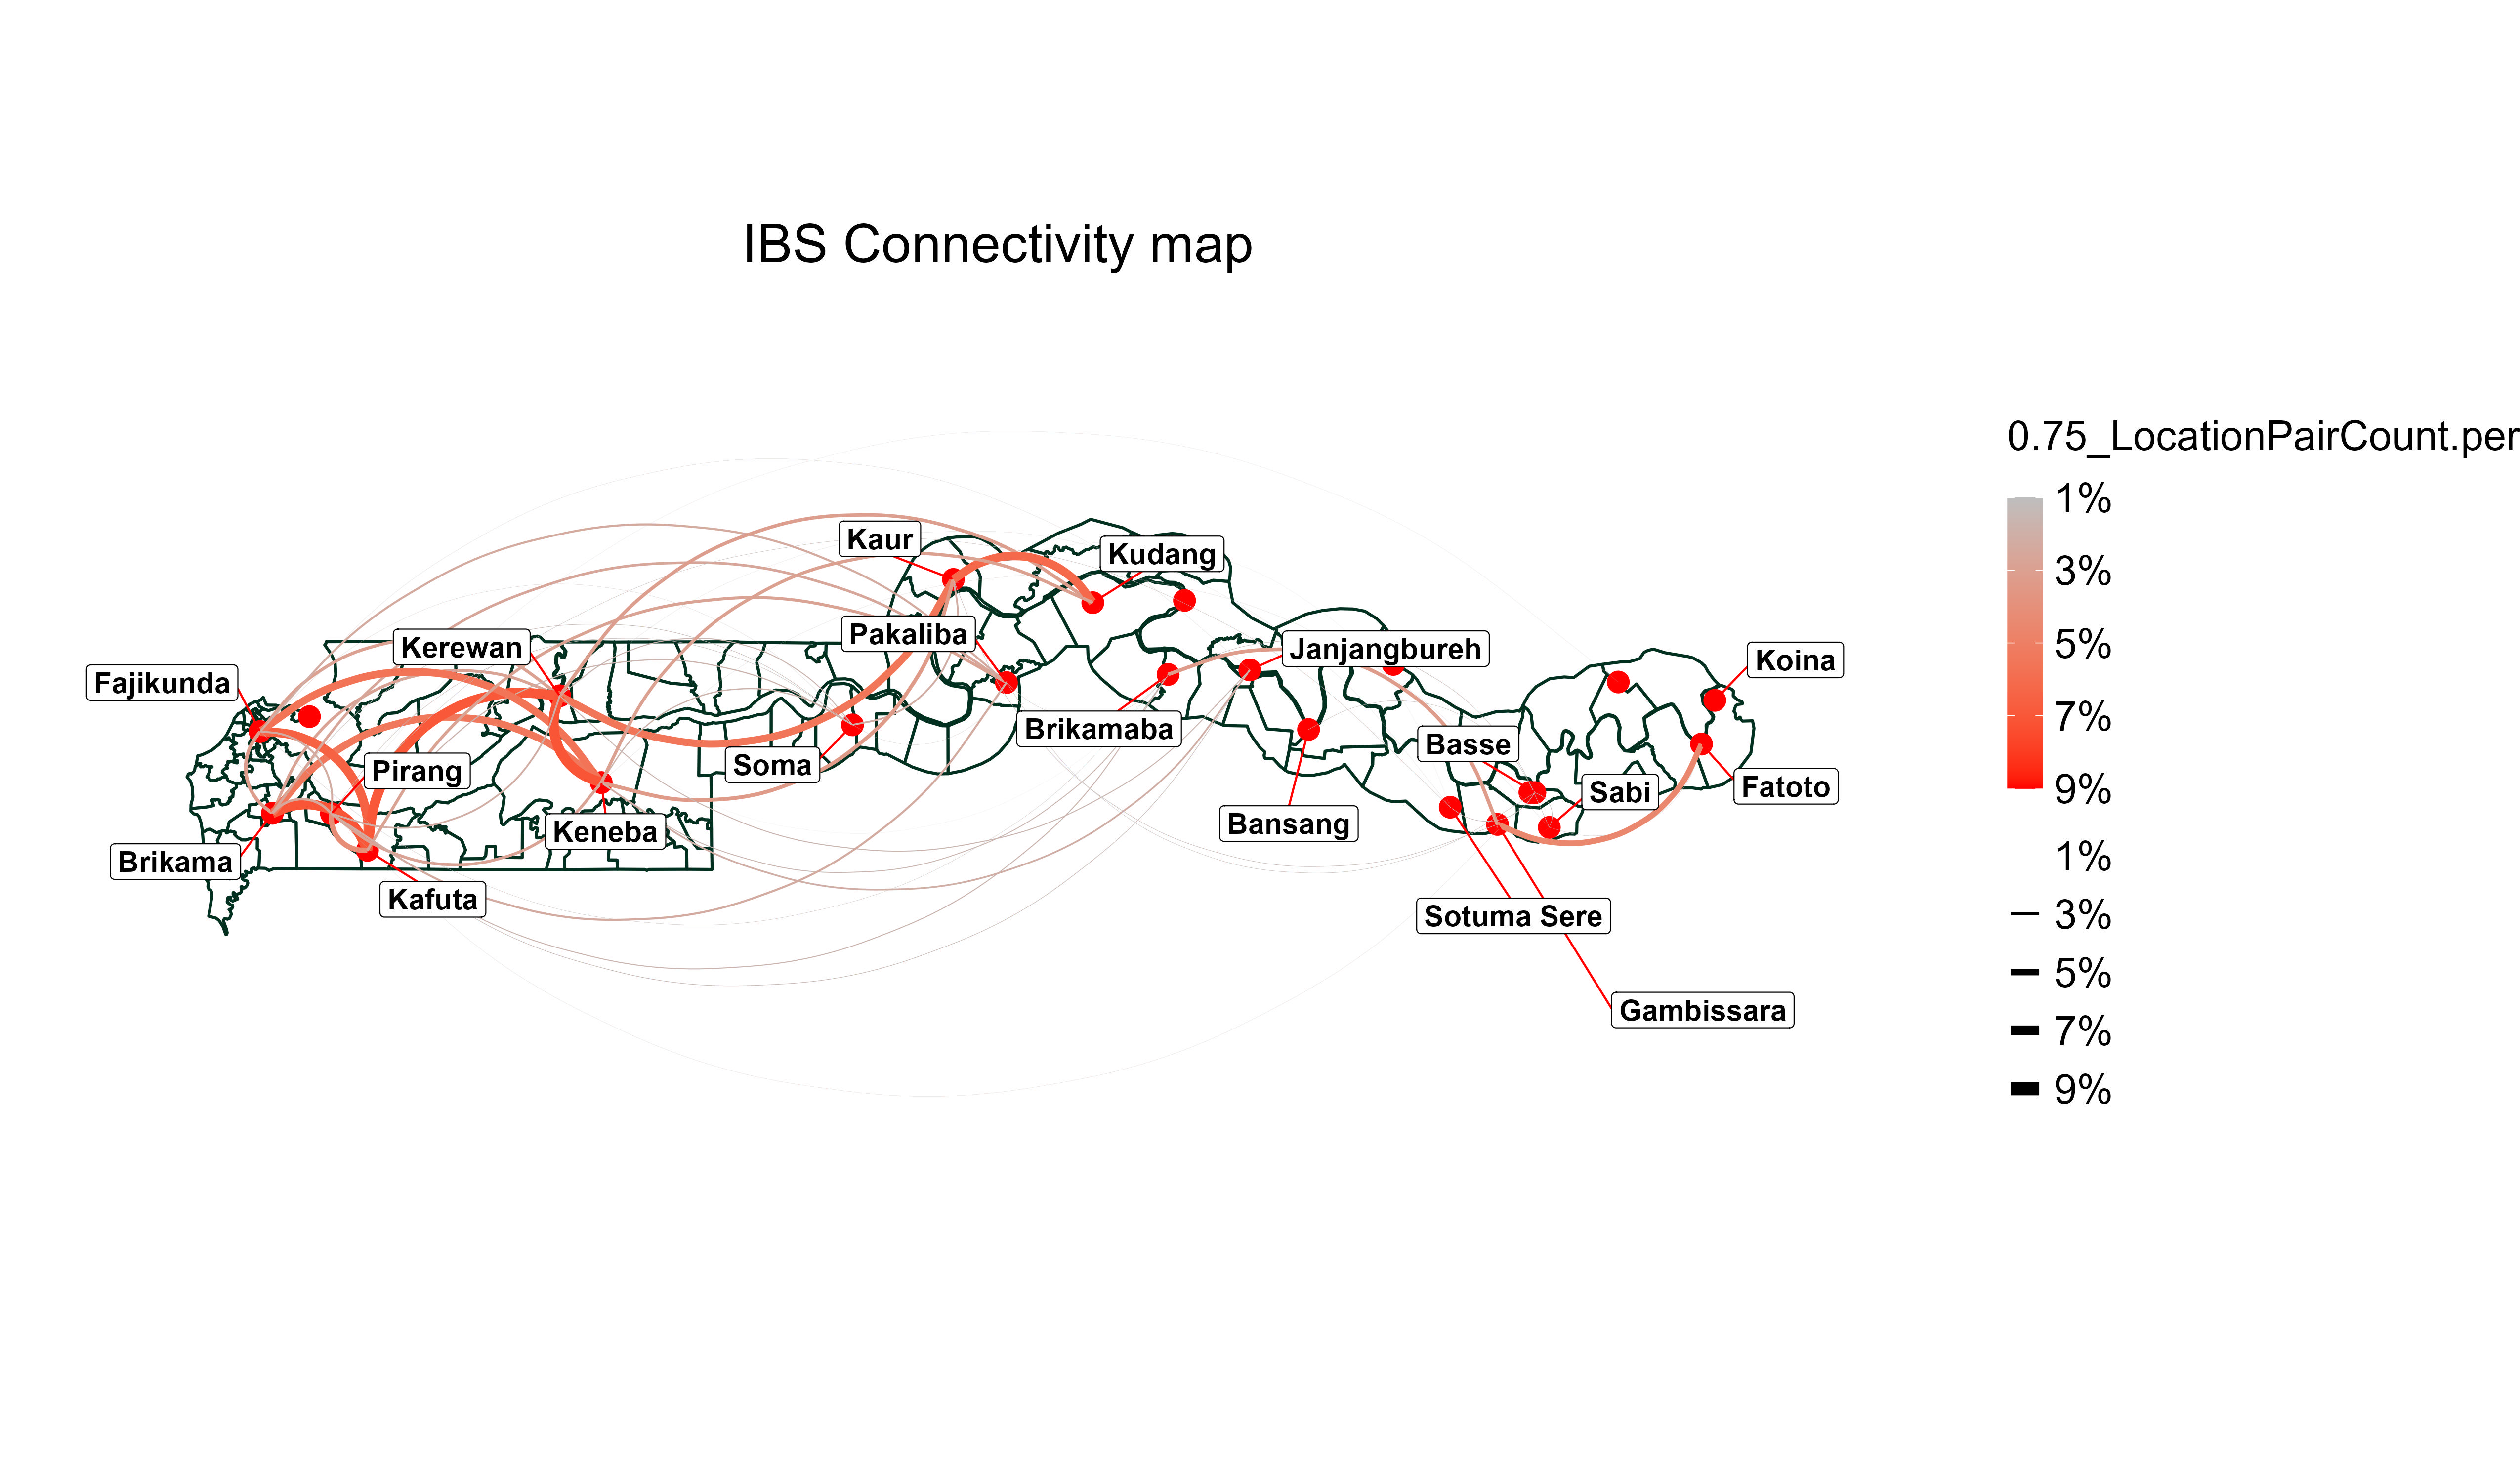 IBS Connectivity map
0.75_LocationPairCount.per
1%
3%
5%
7%
9%
1%
3%
5%
7%
9%
Kaur
Kudang
Pakaliba
Kerewan
Janjangbureh
Koina
Fajikunda
Brikamaba
Basse
Soma
Pirang
Sabi
Fatoto
Keneba
Bansang
Brikama
Kafuta
Sotuma Sere
Gambissara